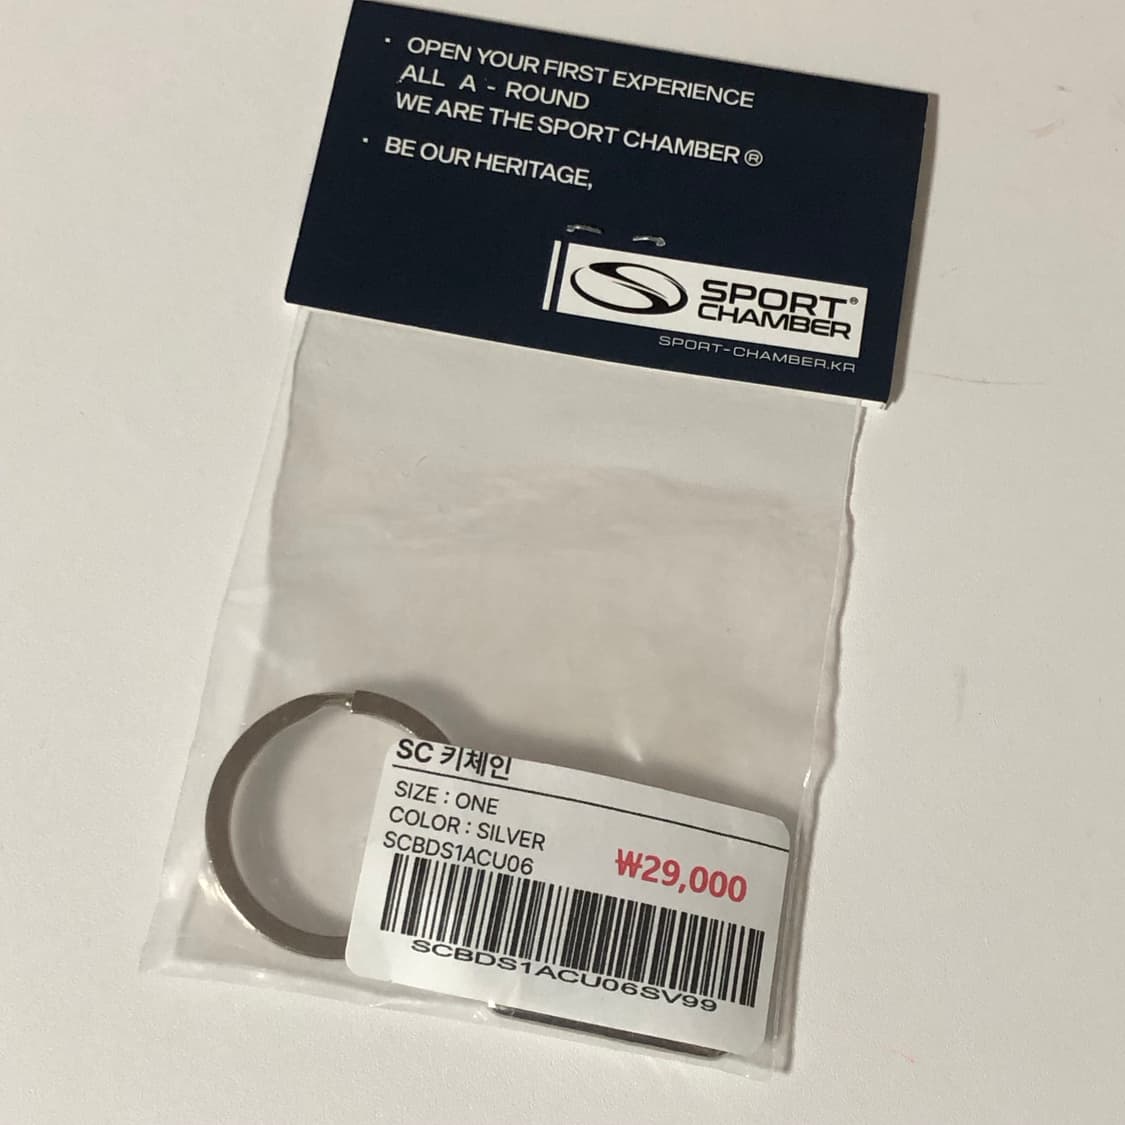 · OPEN YOUR FIRST EXPERIENCE
ALL A - ROUND
WE ARE THE SPORT CHAMBER ®
· BE OUR HERITAGE,
SPORT®
CHAMBER
SPORT-CHAMBER.KR
SC 키체인
SIZE : ONE
COLOR : SILVER
SCBDS1ACU06
₩29,000
SCBDS1ACU06SV99